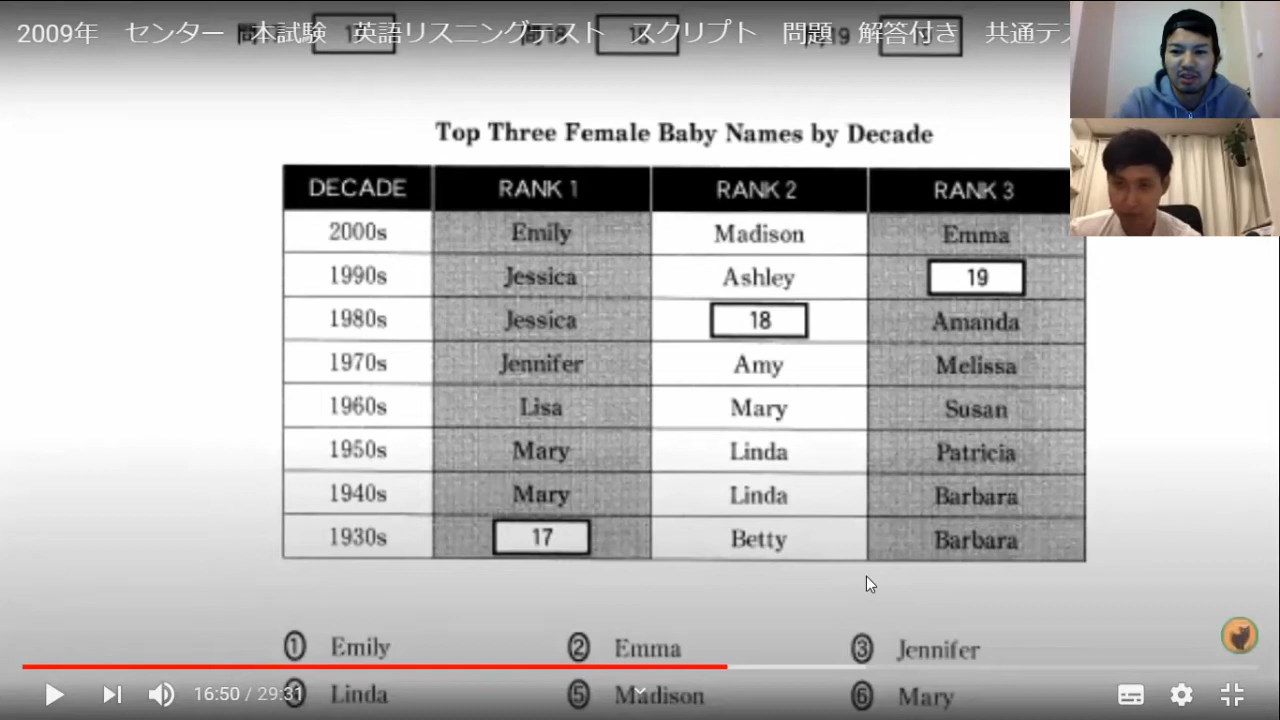 2009年　センター　本試験　英語リスニングテスト　スクリプト　問題　解答付き　共通テス
18 19
Top Three Female Baby Names by Decade
DECADE RANK 1 RANK 2 RANK 3
2000s Emily Madison Emma
1990s Jessica Ashley 19
1980s Jessica 18 Amanda
1970s Jennifer Amy Melissa
1960s Lisa Mary Susan
1950s Mary Linda Patricia
1940s Mary Linda Barbara
1930s 17 Betty Barbara
① Emily ② Emma ③ Jennifer
Linda ⑤ Madison ⑥ Mary
16:50 / 29:31